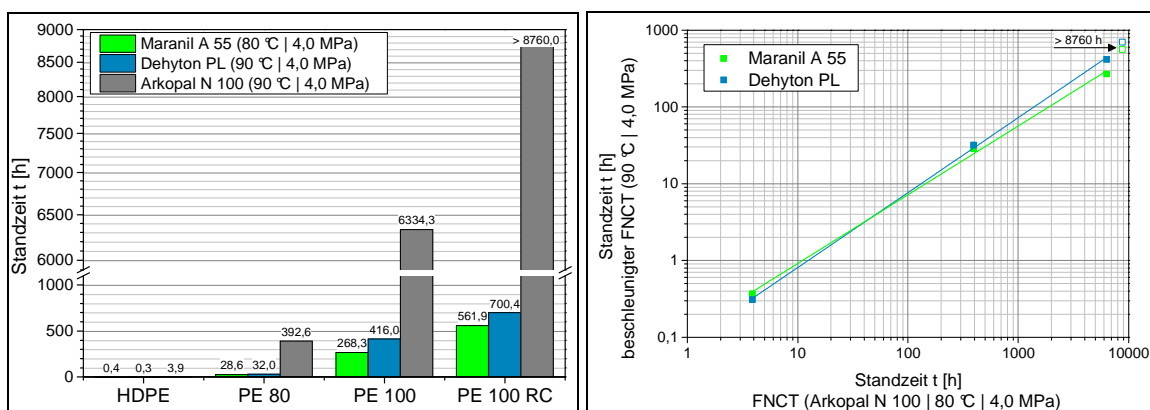 9000
8500
7500
7000
6500
6000
1000
500
0
Standzeit t [h]
Maranil A 55 (80 °C | 4,0 MPa)
Dehyton PL (90 °C | 4,0 MPa)
Arkopal N 100 (90 °C | 4,0 MPa)
> 8760,0
6334,3
392,6
268,3
416,0
561,9
700,4
28,6
32,0
0,4
0,3
3,9
HDPE
PE 80
PE 100
PE 100 RC
1000
100
10
1
0,1
Standzeit t [h]
beschleunigter FNCT (90 °C | 4,0 MPa)
Maranil A 55
Dehyton PL
> 8760 h
1
10
100
1000
10000
Standzeit t [h]
FNCT (Arkopal N 100 | 80 °C | 4,0 MPa)